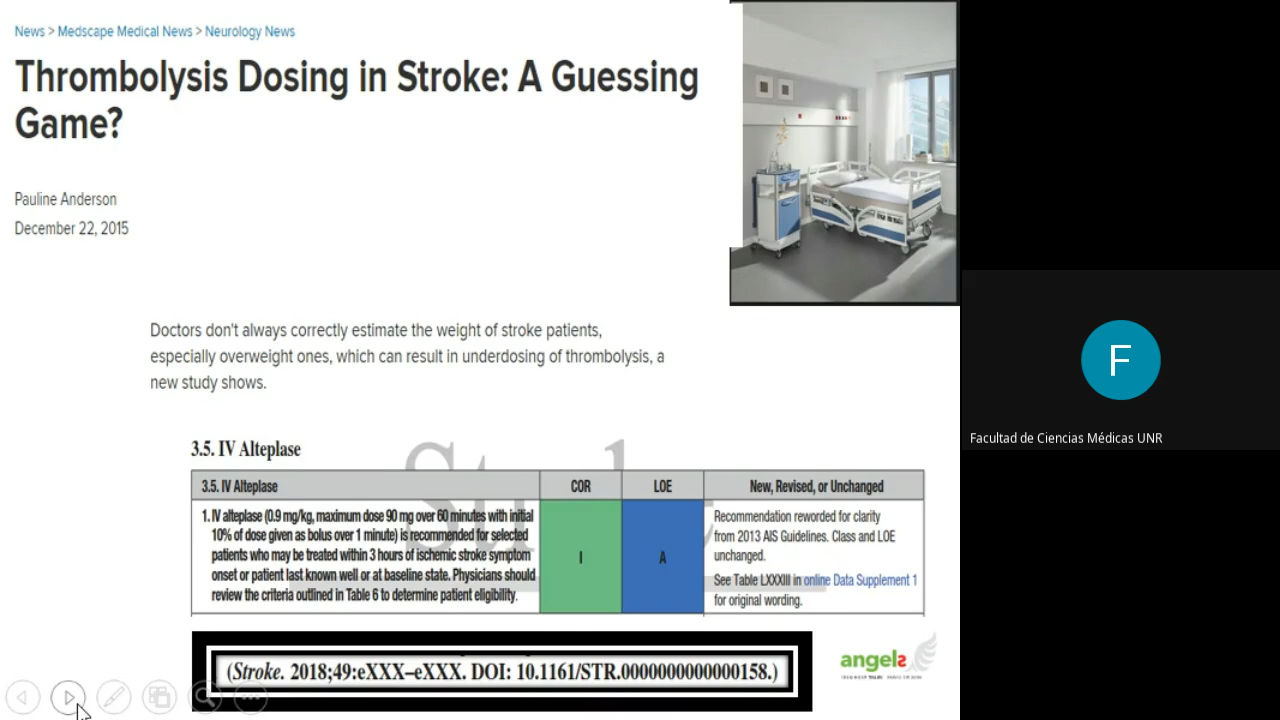 News > Medscape Medical News > Neurology News
Thrombolysis Dosing in Stroke: A Guessing
Game?
Pauline Anderson
December 22, 2015
Doctors don't always correctly estimate the weight of stroke patients,
especially overweight ones, which can result in underdosing of thrombolysis, a
new study shows.
3.5. IV Alteplase
3.5. IV Alteplase COR LOE New, Revised, or Unchanged
1. IV alteplase (0.9 mg/kg, maximum dose 90 mg over 60 minutes with initial
10% of dose given as bolus over 1 minute) is recommended for selected
patients who may be treated within 3 hours of ischemic stroke symptom
onset or patient last known well or at baseline state. Physicians should
review the criteria outlined in Table 6 to determine patient eligibility.
I
A
Recommendation reworded for clarity
from 2013 AIS Guidelines. Class and LOE
unchanged.
See Table LXXXIII in online Data Supplement 1
for original wording.
(Stroke. 2018;49:eXXX–eXXX. DOI: 10.1161/STR.0000000000000158.)
angels
F
Facultad de Ciencias Médicas UNR